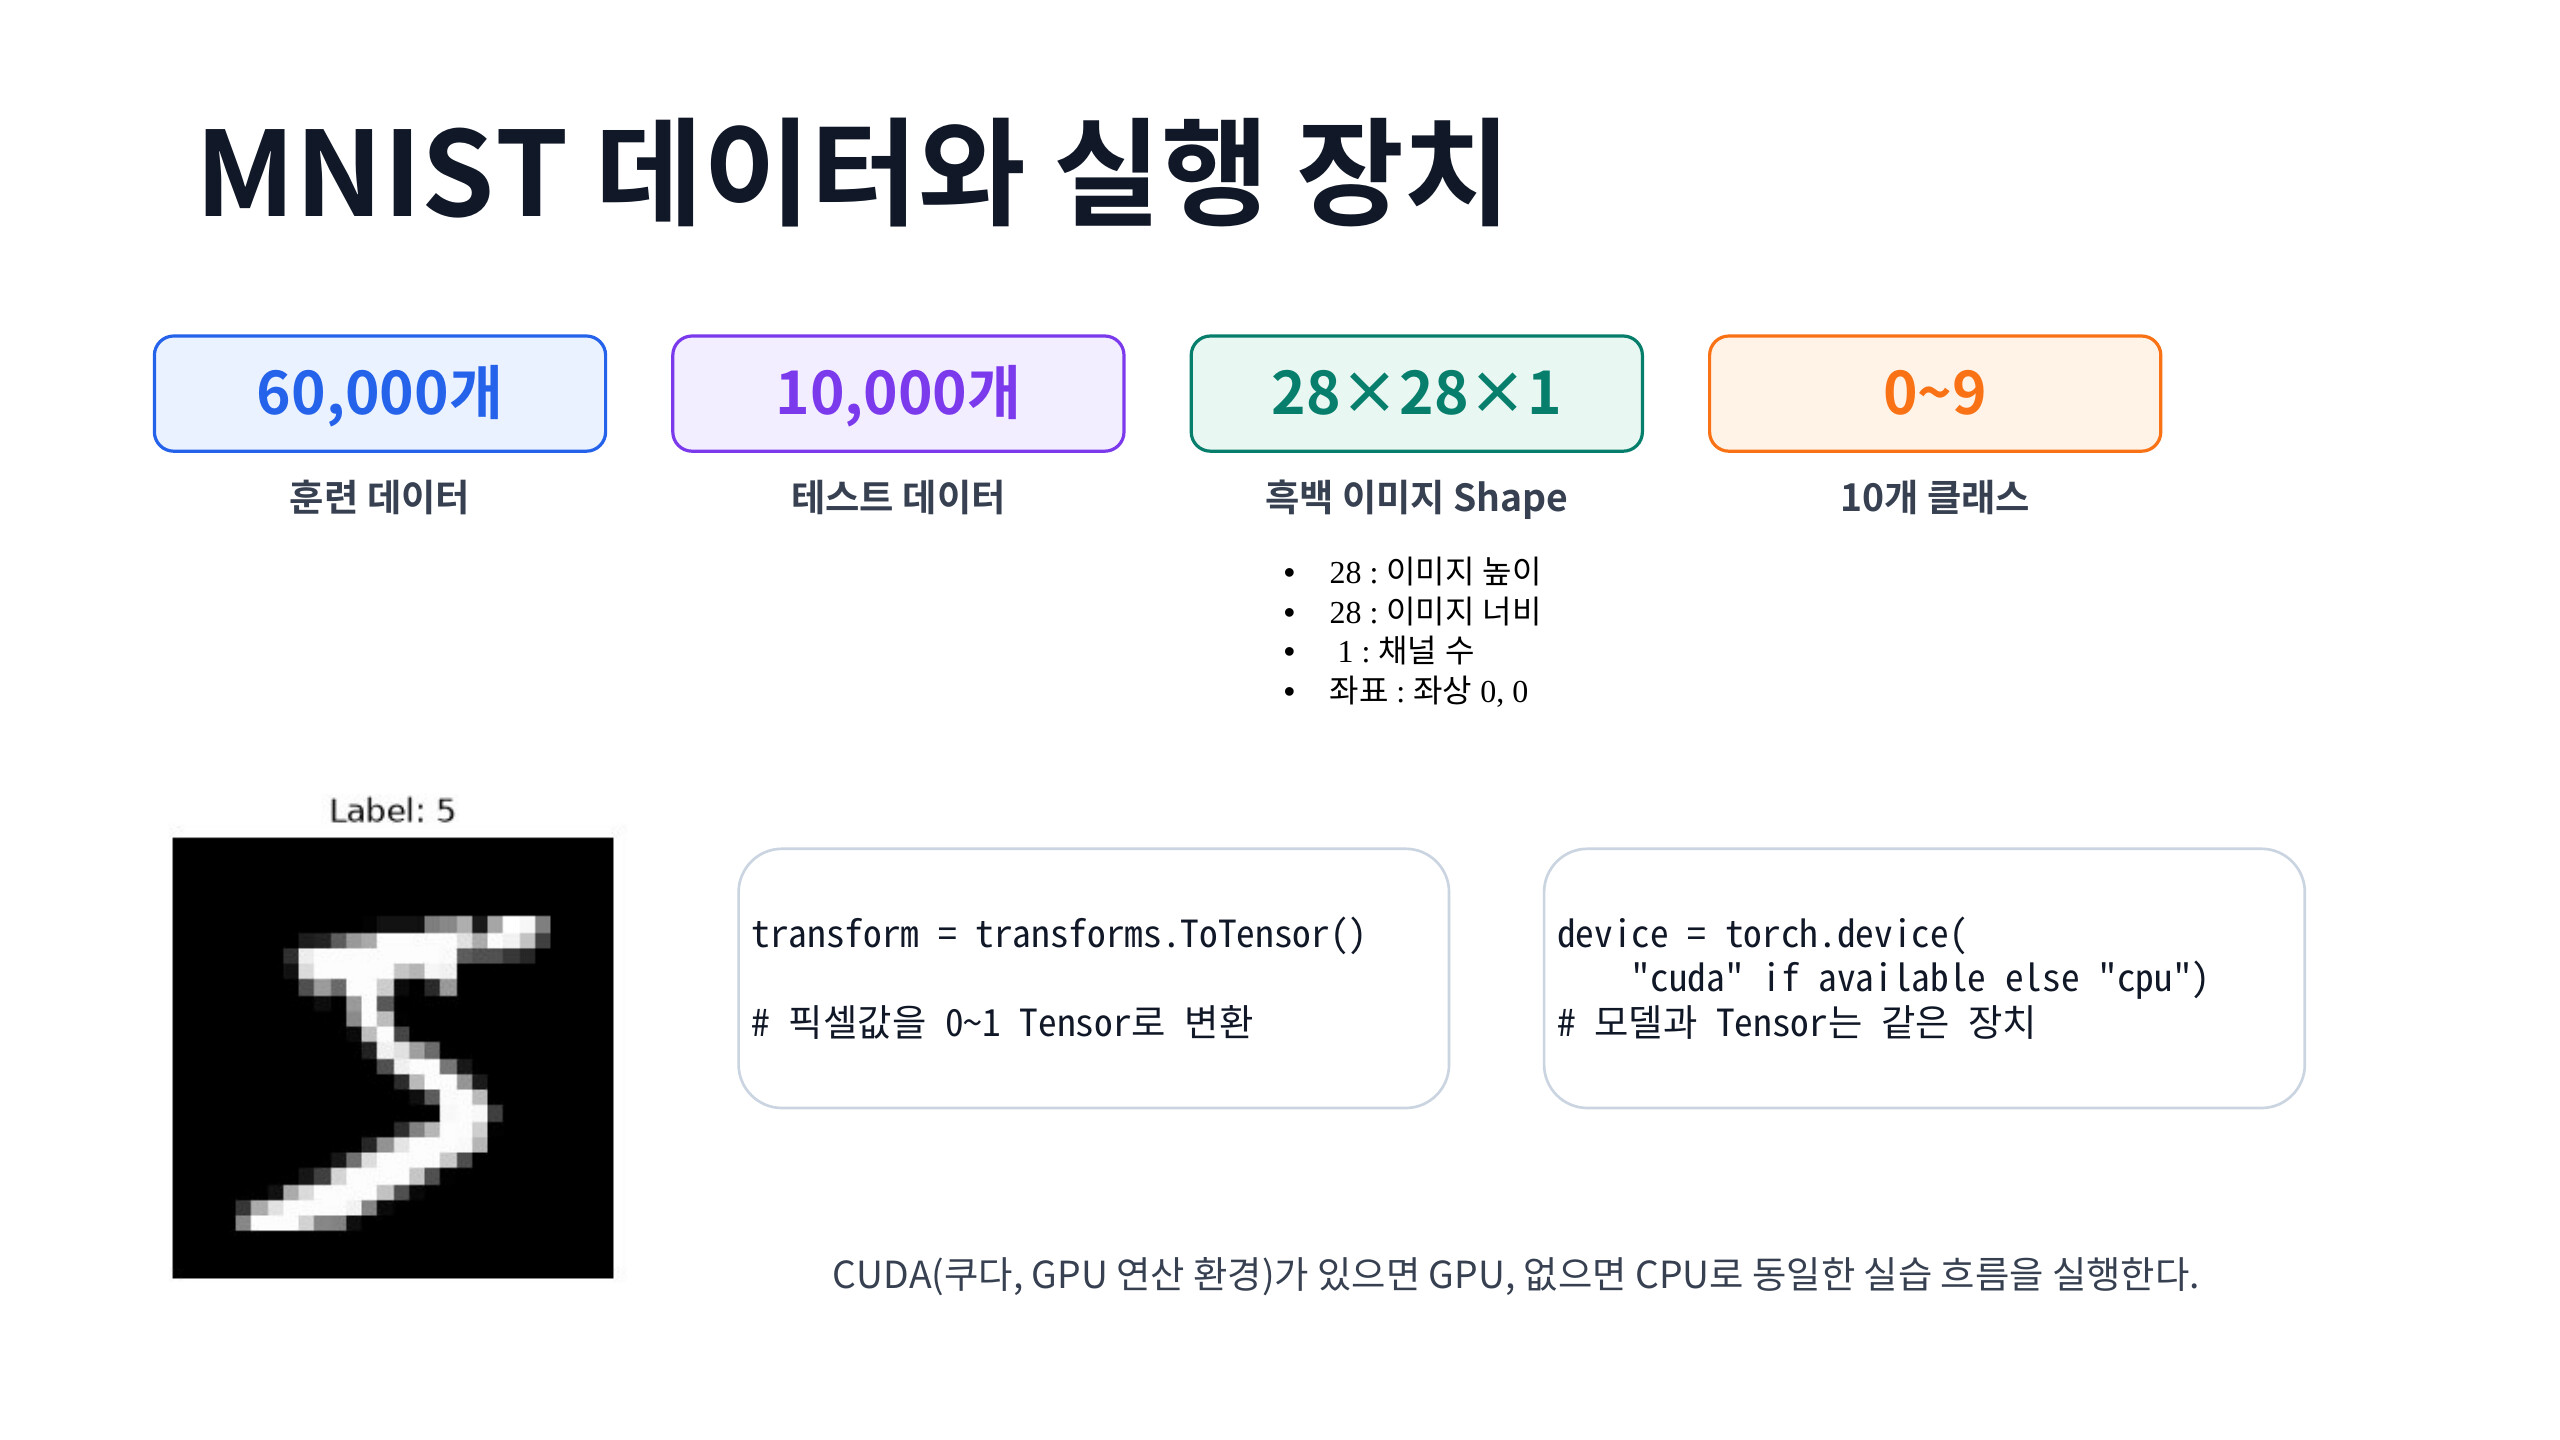 MNIST 데이터와 실행 장치
60,000개
훈련 데이터
10,000개
테스트 데이터
28×28×1
흑백 이미지 Shape
• 28 : 이미지 높이
• 28 : 이미지 너비
• 1 : 채널 수
• 좌표 : 좌상 0, 0
0~9
10개 클래스
Label: 5
5
transform = transforms.ToTensor()
# 픽셀값을 0~1 Tensor로 변환
device = torch.device(
"cuda" if available else "cpu")
# 모델과 Tensor는 같은 장치
CUDA(쿠다, GPU 연산 환경)가 있으면 GPU, 없으면 CPU로 동일한 실습 흐름을 실행한다.